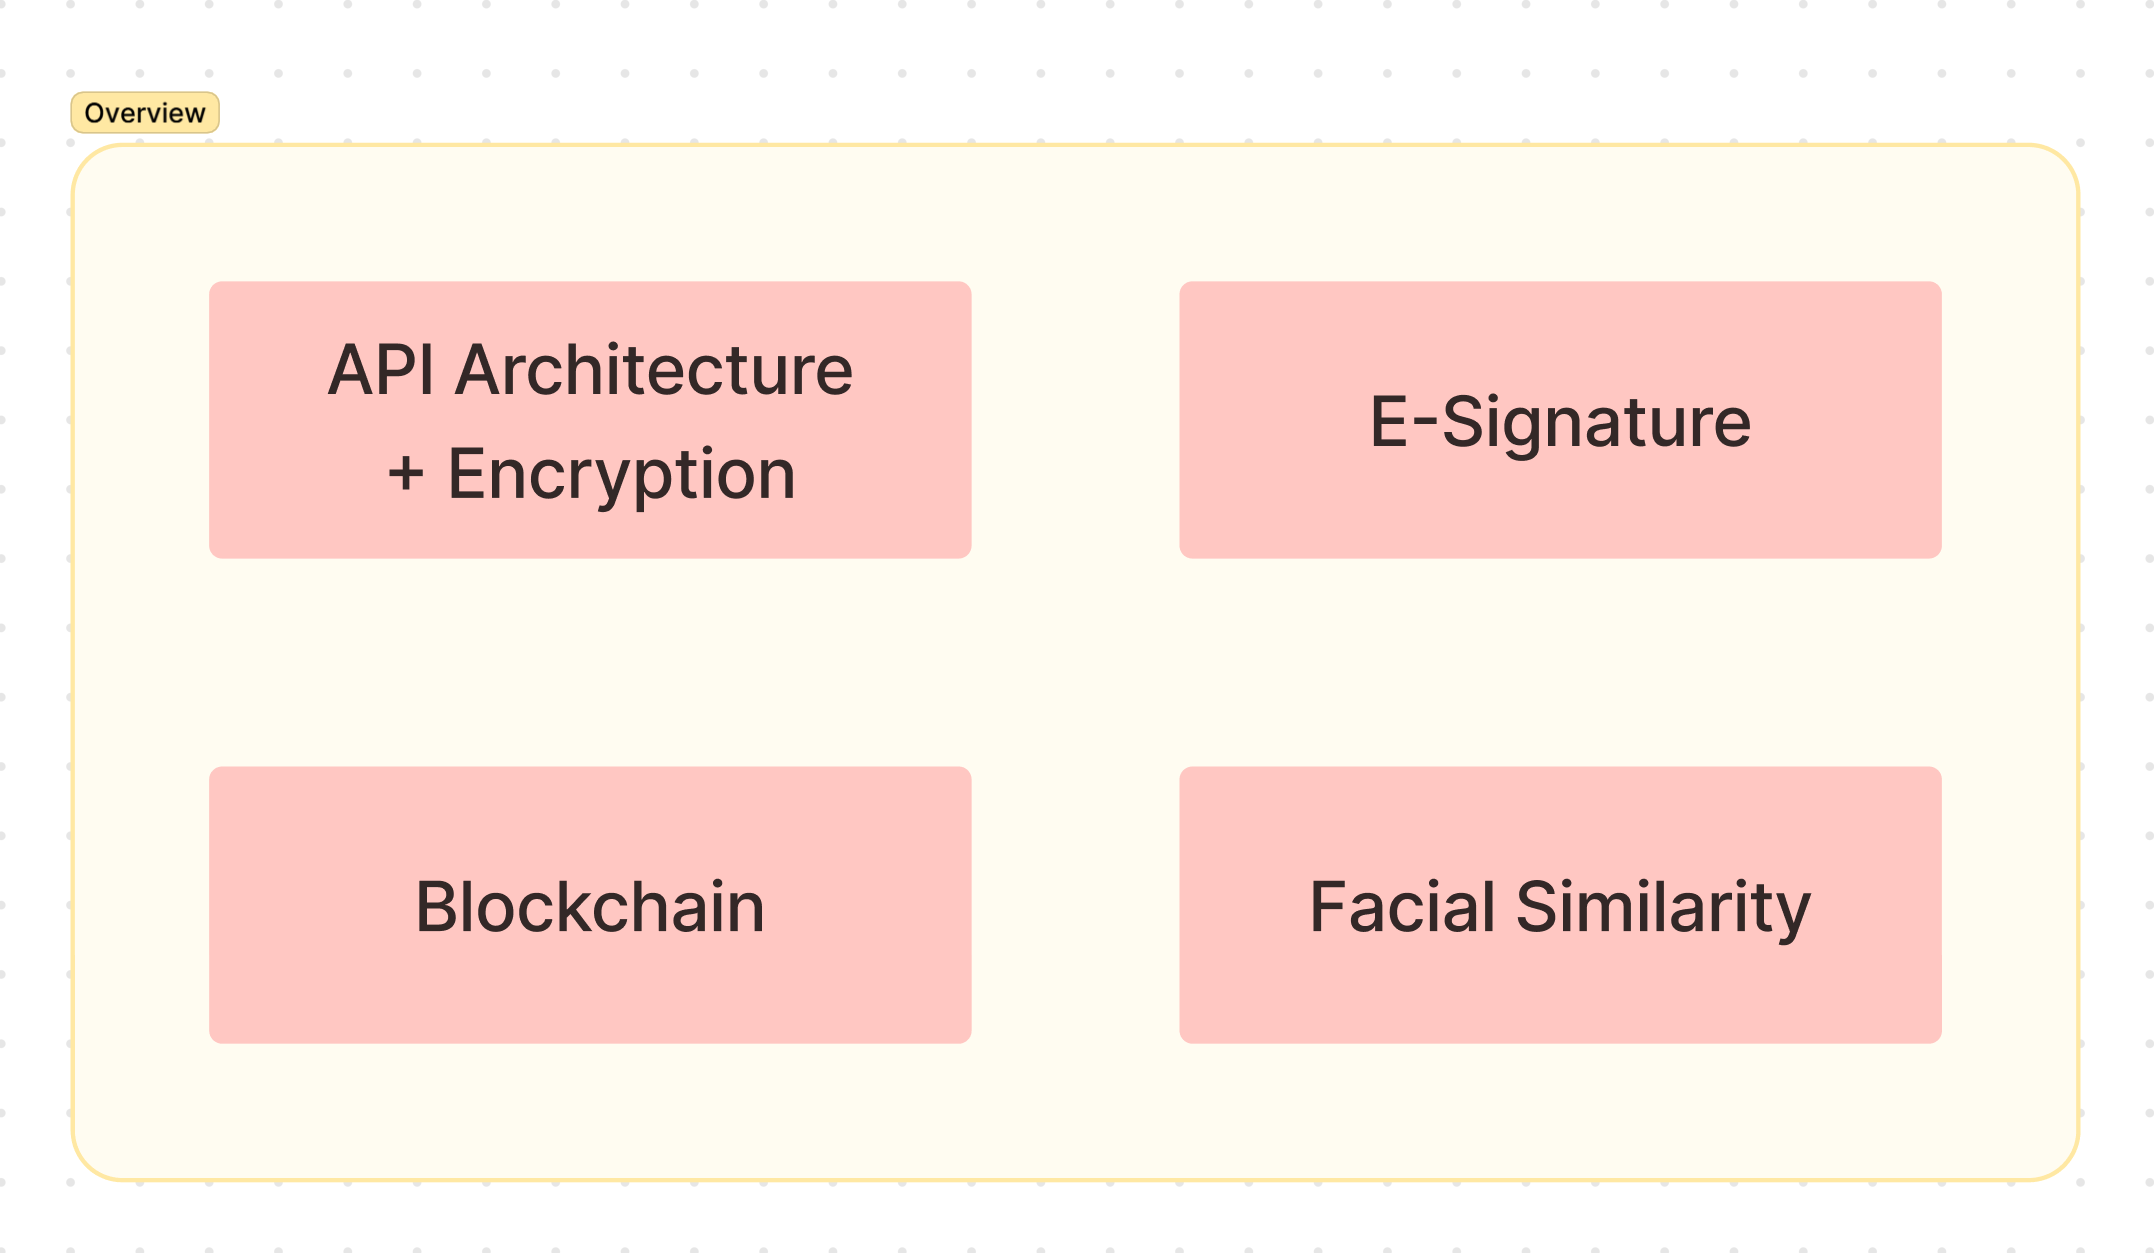 Overview
API Architecture
+ Encryption
E-Signature
Blockchain
Facial Similarity